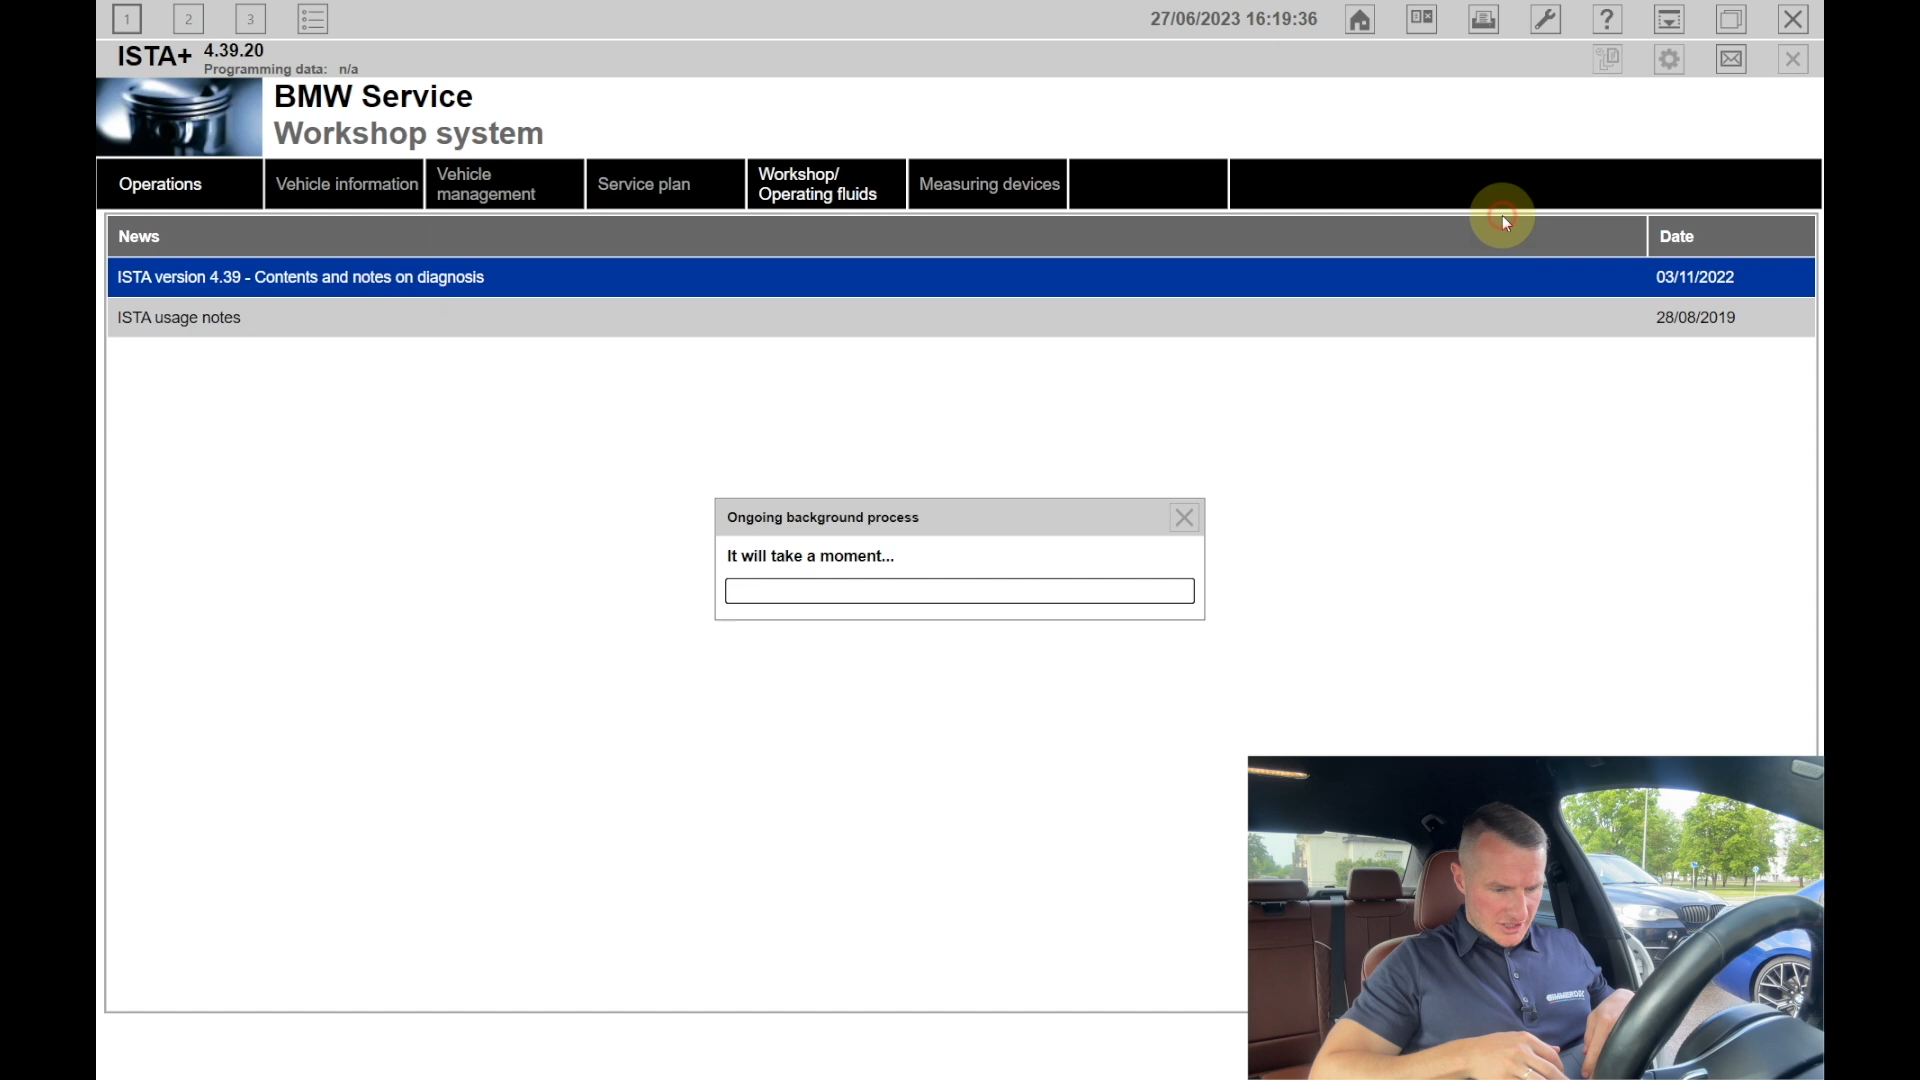 1
2
3
27/06/2023 16:19:36
?
ISTA+
4.39.20
Programming data: n/a
BMW Service
Workshop system
Operations
Vehicle information
Vehicle
management
Service plan
Workshop/
Operating fluids
Measuring devices
News
Date
ISTA version 4.39 - Contents and notes on diagnosis
03/11/2022
ISTA usage notes
28/08/2019
Ongoing background process
It will take a moment...